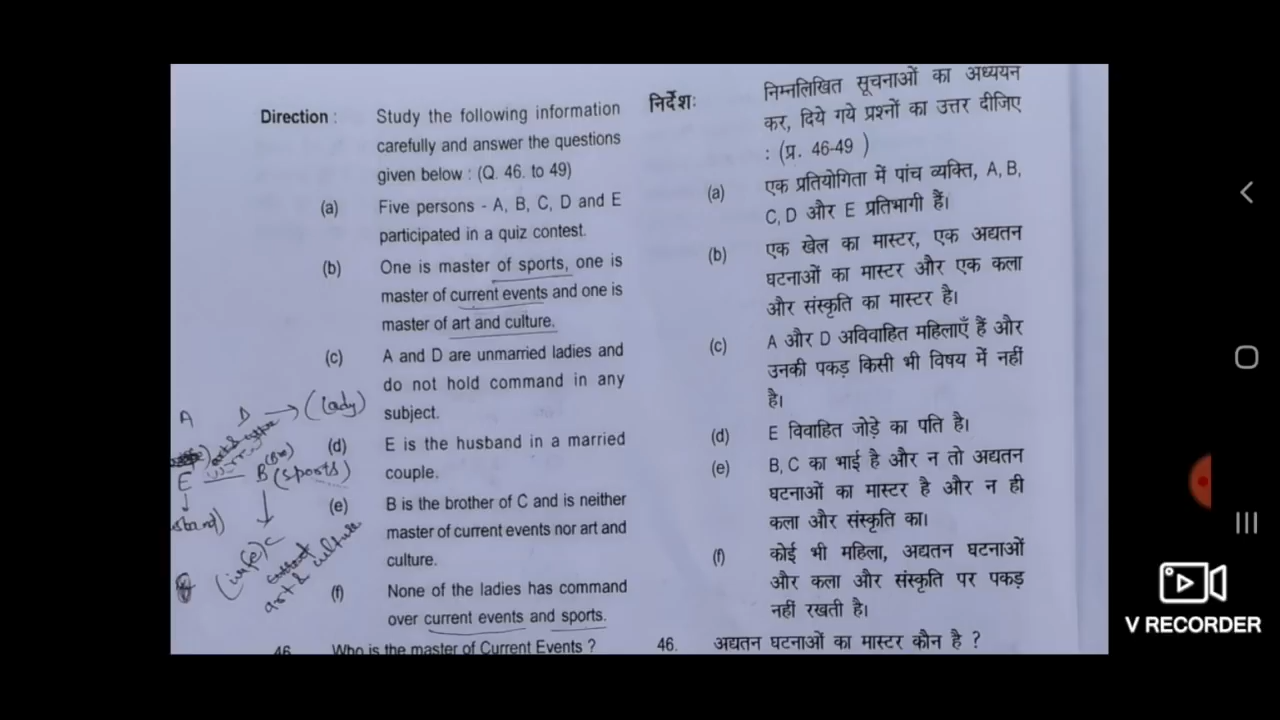 Direction :
Study the following information
carefully and answer the questions
given below : (Q. 46. to 49)
(a) Five persons - A, B, C, D and E
participated in a quiz contest.
(b) One is master of sports, one is
master of current events and one is
master of art and culture.
(c) A and D are unmarried ladies and
do not hold command in any
subject.
(d) E is the husband in a married
couple.
(e) B is the brother of C and is neither
master of current events nor art and
culture.
(f) None of the ladies has command
over current events and sports.
46. Who is the master of Current Events ?
A D → (lady)
E B (Sports)
C
art & culture
निर्देशः
निम्नलिखित सूचनाओं का अध्ययन
कर, दिये गये प्रश्नों का उत्तर दीजिए
: (प्र. 46-49 )
(a) एक प्रतियोगिता में पांच व्यक्ति, A, B,
C, D और E प्रतिभागी हैं।
(b) एक खेल का मास्टर, एक अद्यतन
घटनाओं का मास्टर और एक कला
और संस्कृति का मास्टर है।
(c) A और D अविवाहित महिलाएँ हैं और
उनकी पकड़ किसी भी विषय में नहीं
है।
(d) E विवाहित जोड़े का पति है।
(e) B, C का भाई है और न तो अद्यतन
घटनाओं का मास्टर है और न ही
कला और संस्कृति का।
(f) कोई भी महिला, अद्यतन घटनाओं
और कला और संस्कृति पर पकड़
नहीं रखती है।
46. अद्यतन घटनाओं का मास्टर कौन है ?
V RECORDER